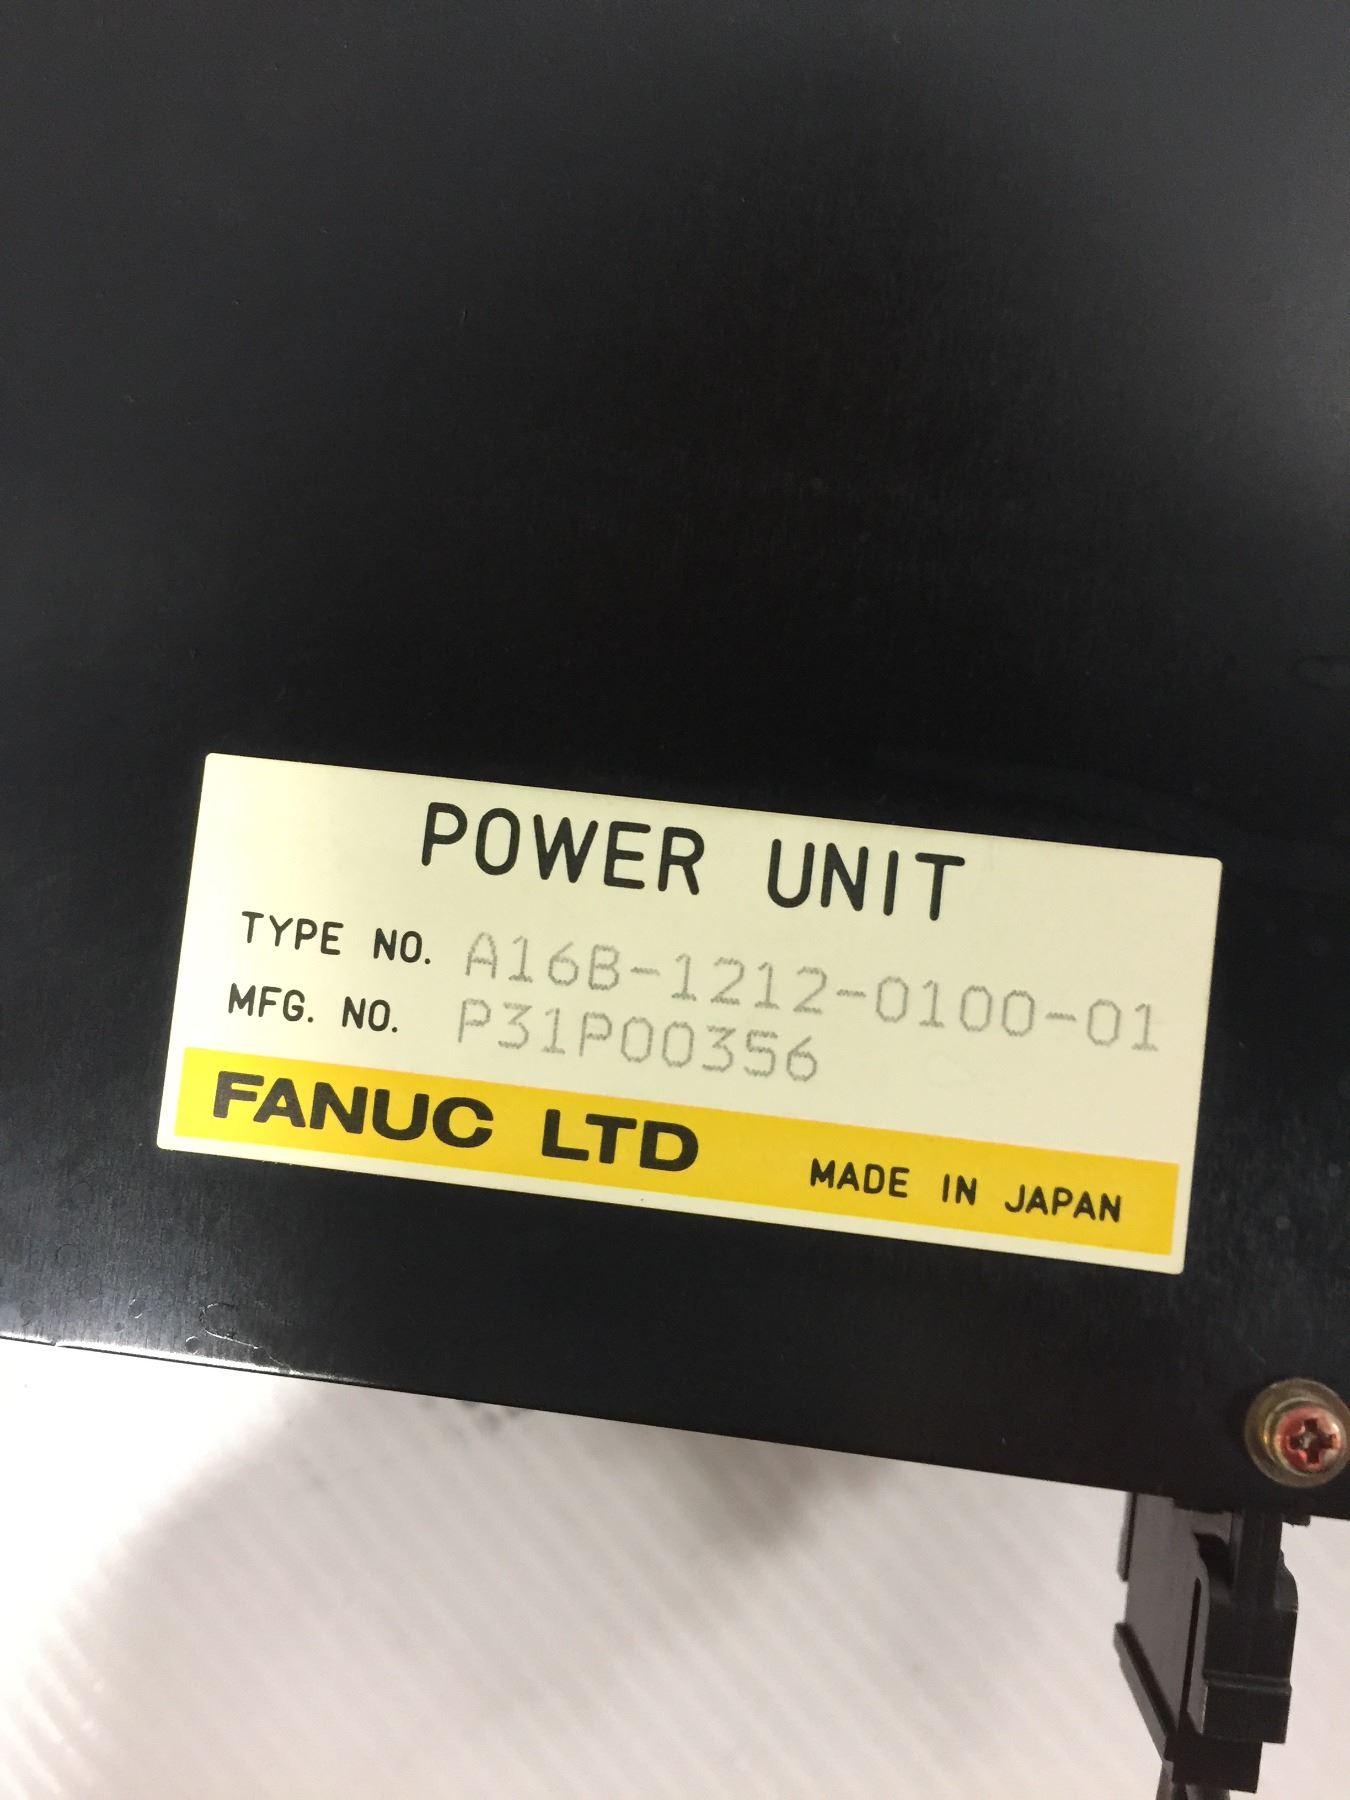 POWER UNIT
TYPE NO. A16B-1212-0100-01
MFG. NO. P31P00356
FANUC LTD MADE IN JAPAN